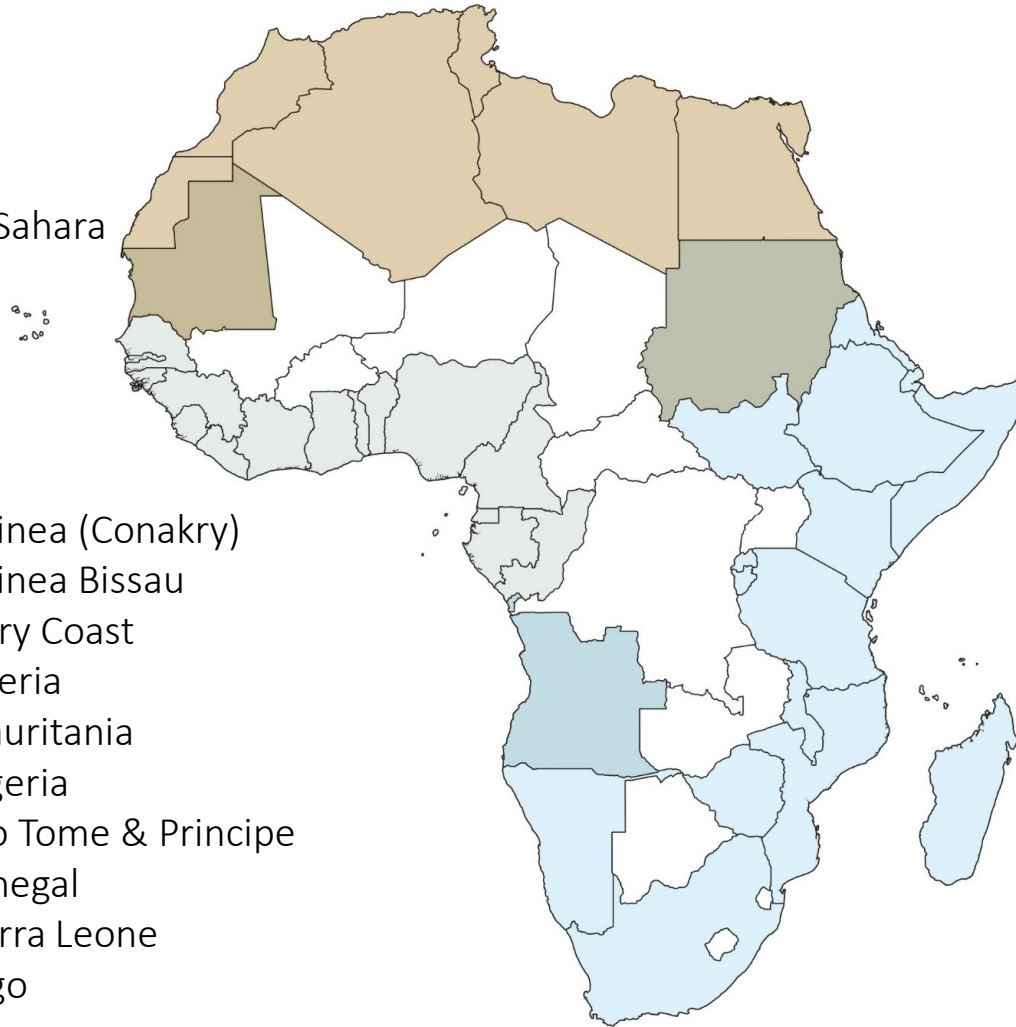 Sahara
inea (Conakry)
inea Bissau
ry Coast
eria
uritania
geria
o Tome & Principe
negal
rra Leone
go